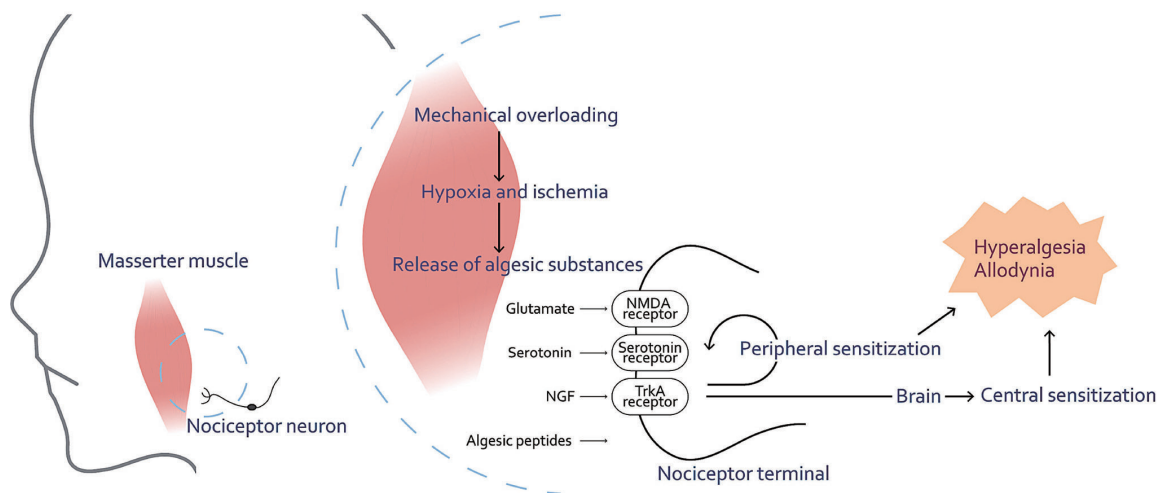 Masserter muscle
Nociceptor neuron
Mechanical overloading
Hypoxia and ischemia
Release of algesic substances
Glutamate
NMDA
receptor
Serotonin
Serotonin
receptor
NGF
TrkA
receptor
Algesic peptides
Nociceptor terminal
Peripheral sensitization
Brain
Central sensitization
Hyperalgesia
Allodynia